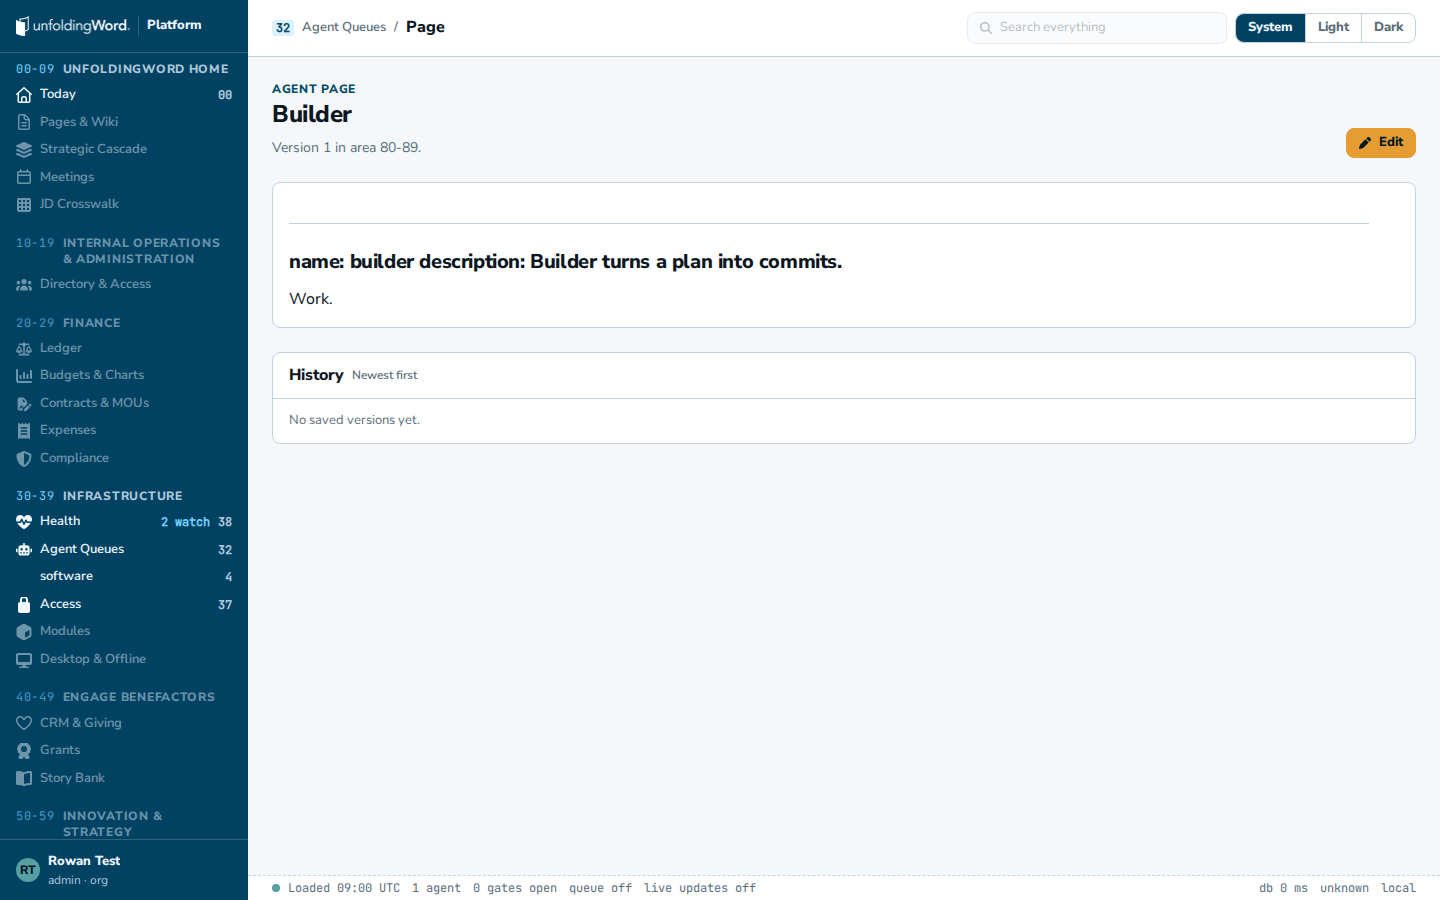 unfoldingWord Platform
00-09 UNFOLDINGWORD HOME
Today 00
Pages & Wiki
Strategic Cascade
Meetings
JD Crosswalk
10-19 INTERNAL OPERATIONS
& ADMINISTRATION
Directory & Access
20-29 FINANCE
Ledger
Budgets & Charts
Contracts & MOUs
Expenses
Compliance
30-39 INFRASTRUCTURE
Health 2 watch 38
Agent Queues 32
software 4
Access 37
Modules
Desktop & Offline
40-49 ENGAGE BENEFACTORS
CRM & Giving
Grants
Story Bank
50-59 INNOVATION &
STRATEGY
RT Rowan Test
admin · org
32 Agent Queues / Page
Search everything
System Light Dark
AGENT PAGE
Builder
Version 1 in area 80-89.
Edit
name: builder description: Builder turns a plan into commits.
Work.
History Newest first
No saved versions yet.
Loaded 09:00 UTC 1 agent 0 gates open queue off live updates off
db 0 ms unknown local